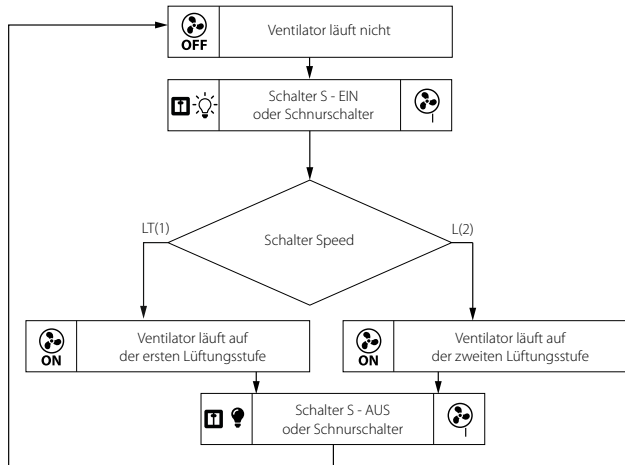 OFF
Ventilator läuft nicht
Schalter S - EIN
oder Schnurschalter
LT(1)
Schalter Speed
L(2)
ON
Ventilator läuft auf
der ersten Lüftungsstufe
ON
Ventilator läuft auf
der zweiten Lüftungsstufe
Schalter S - AUS
oder Schnurschalter